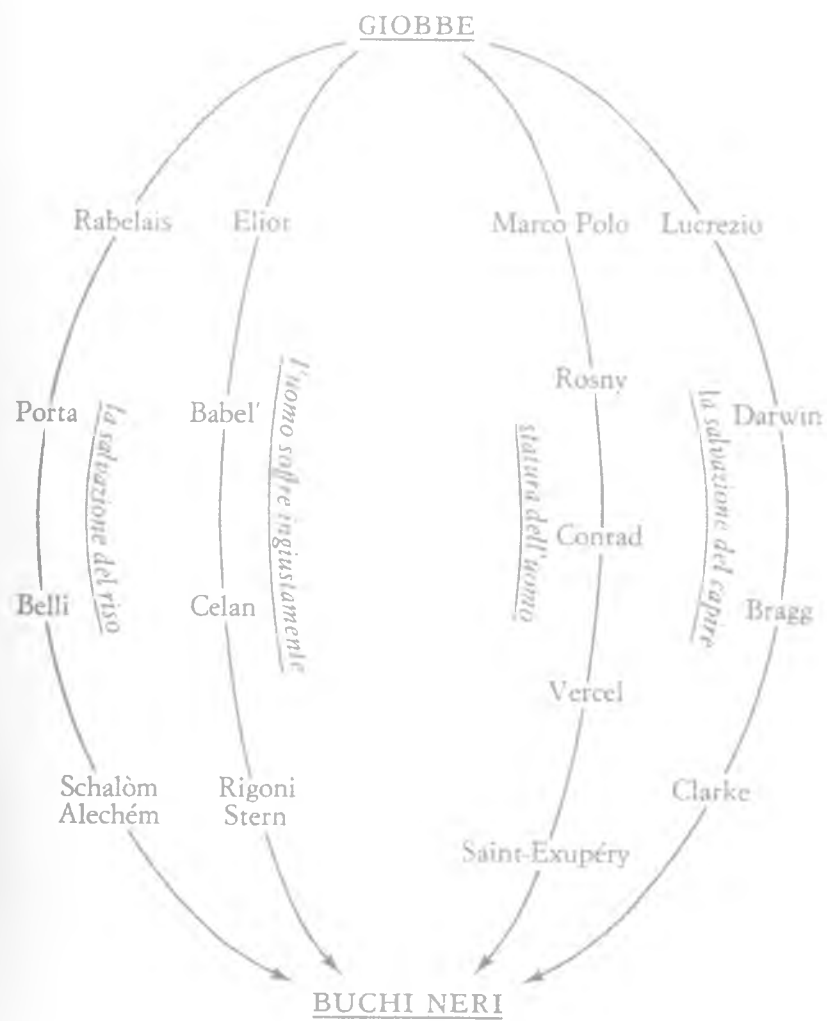 GIOBBE
Rabelais
Eliot
Marco Polo
Lucrezio
Rosny
Porta
Babel'
Darwin
la salvazione del riso
l'uomo soffre ingiustamente
statura dell'uomo
la salvazione del capire
Conrad
Belli
Celan
Bragg
Vercel
Schalòm
Alechém
Rigoni
Stern
Clarke
Saint-Exupéry
BUCHI NERI